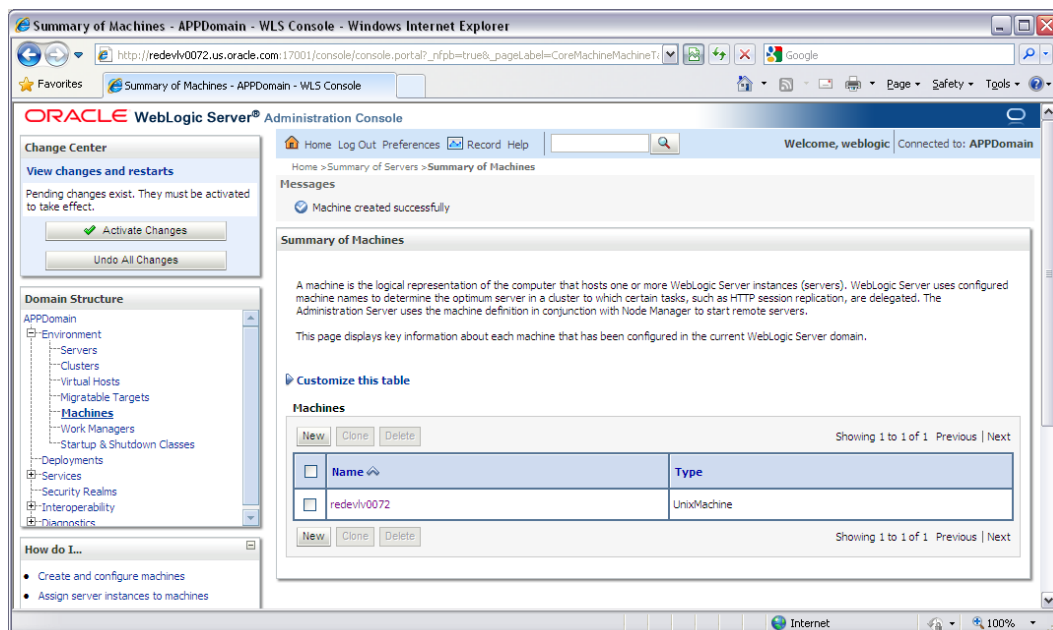 Summary of Machines - APPDomain - WLS Console - Windows Internet Explorer
http://redevlv0072.us.oracle.com:17001/console/console.portal?_nfpb=true&_pageLabel=CoreMachineMachineTa
Google
Favorites
Summary of Machines - APPDomain - WLS Console
Page
Safety
Tools
ORACLE WebLogic Server® Administration Console
Change Center
View changes and restarts
Pending changes exist. They must be activated
to take effect.
Activate Changes
Undo All Changes
Domain Structure
APPDomain
Environment
Servers
Clusters
Virtual Hosts
Migratable Targets
Machines
Work Managers
Startup & Shutdown Classes
Deployments
Services
Security Realms
Interoperability
Diagnostics
How do I...
Create and configure machines
Assign server instances to machines
Home Log Out Preferences Record Help
Welcome, weblogic Connected to: APPDomain
Home >Summary of Servers >Summary of Machines
Messages
Machine created successfully
Summary of Machines
A machine is the logical representation of the computer that hosts one or more WebLogic Server instances (servers). WebLogic Server uses configured
machine names to determine the optimum server in a cluster to which certain tasks, such as HTTP session replication, are delegated. The
Administration Server uses the machine definition in conjunction with Node Manager to start remote servers.
This page displays key information about each machine that has been configured in the current WebLogic Server domain.
Customize this table
Machines
New Clone Delete
Showing 1 to 1 of 1 Previous | Next
Name
Type
redevlv0072
UnixMachine
New Clone Delete
Showing 1 to 1 of 1 Previous | Next
Internet
100%